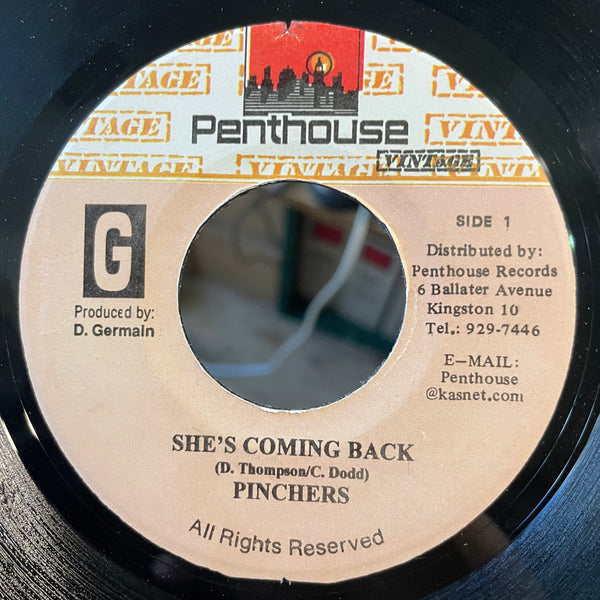 VINTAGE
Penthouse
VINTAGE
G
Produced by:
D. Germain
SIDE 1
Distributed by:
Penthouse Records
6 Ballater Avenue
Kingston 10
Tel.: 929-7446
E-MAIL:
Penthouse
@kasnet.com
SHE'S COMING BACK
(D. Thompson/C. Dodd)
PINCHERS
All Rights Reserved